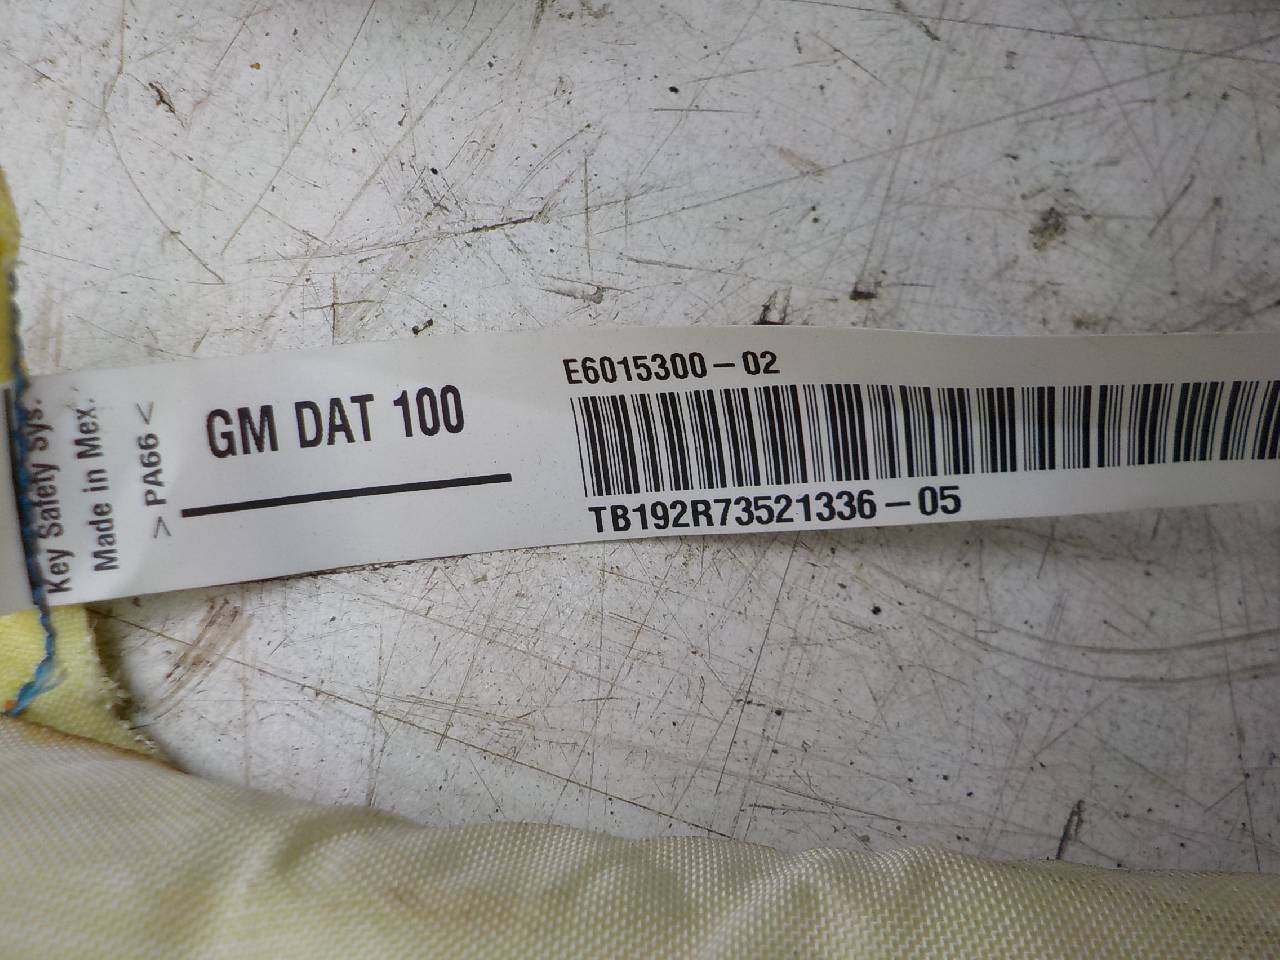 Key Safety Sys.
Made in Mex.
> PA66 <
GM DAT 100
E6015300-02
TB192R73521336-05